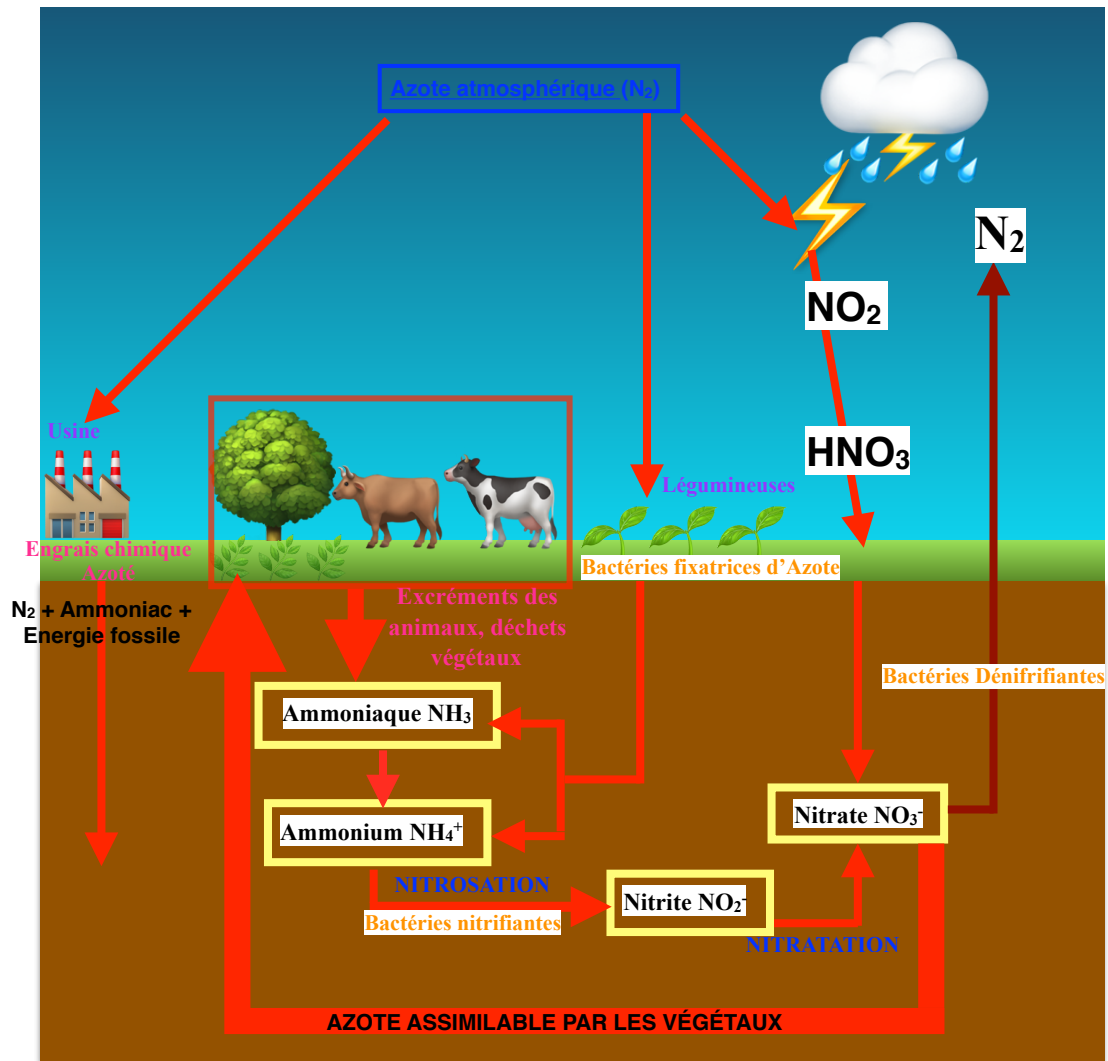 Azote atmosphérique (N₂)
N₂
NO₂
HNO₃
Usine
Légumineuses
Engrais chimique
Azoté
Bactéries fixatrices d'Azote
N₂ + Ammoniac +
Energie fossile
Excréments des
animaux, déchets
végétaux
Bactéries Dénifrifiantes
Ammoniaque NH₃
Ammonium NH₄⁺
Nitrate NO₃⁻
NITROSATION
Bactéries nitrifiantes
Nitrite NO₂⁻
NITRATATION
AZOTE ASSIMILABLE PAR LES VÉGÉTAUX